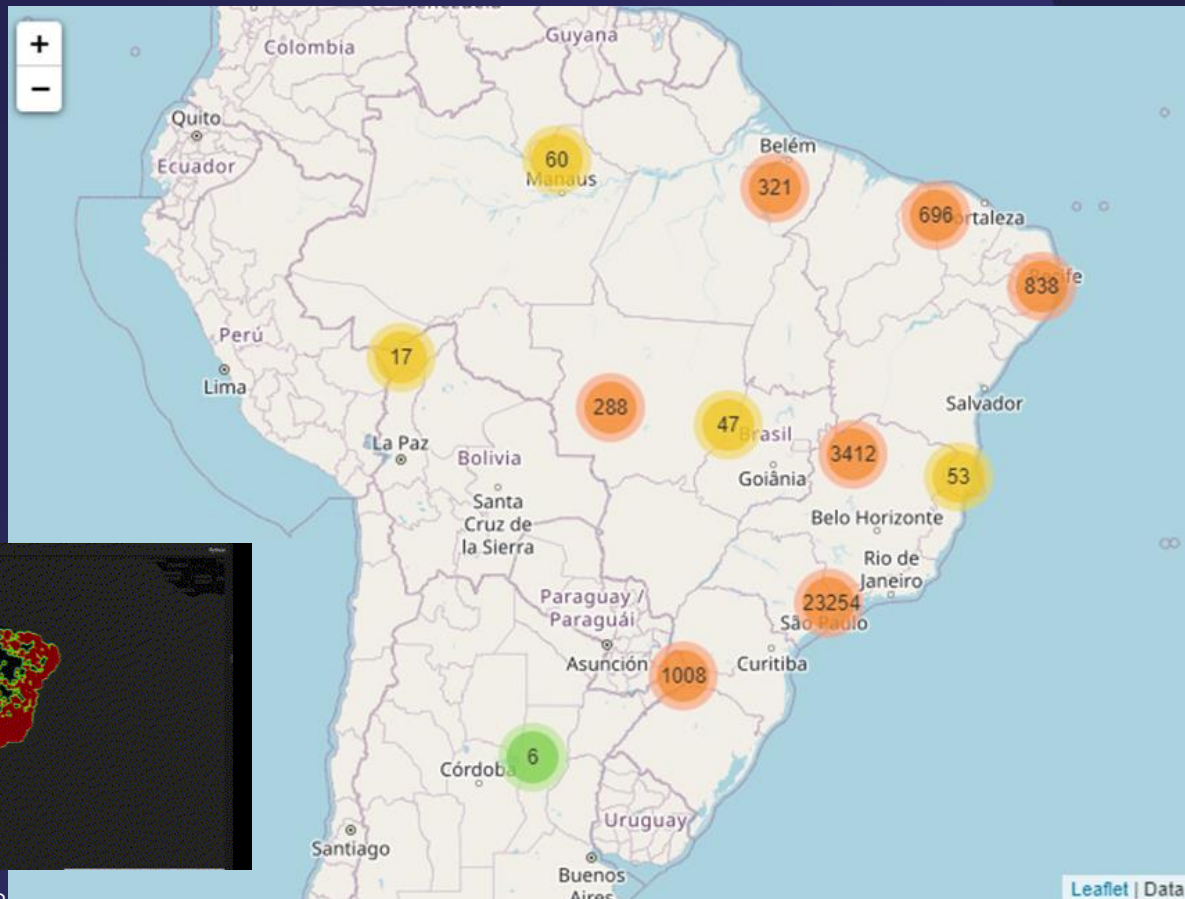 +
−
Colombia
Guyana
Quito
Ecuador
60
Manaus
Belém
321
696
838
Perú
Lima
17
La Paz
Bolivia
288
47
Brasil
Goiânia
3412
53
Salvador
Santa
Cruz de
la Sierra
Belo Horizonte
Rio de
Janeiro
23254
São Paulo
Paraguay /
Paraguái
Asunción
1008
Curitiba
6
Córdoba
Uruguay
Santiago
Buenos
Aires
Leaflet | Data